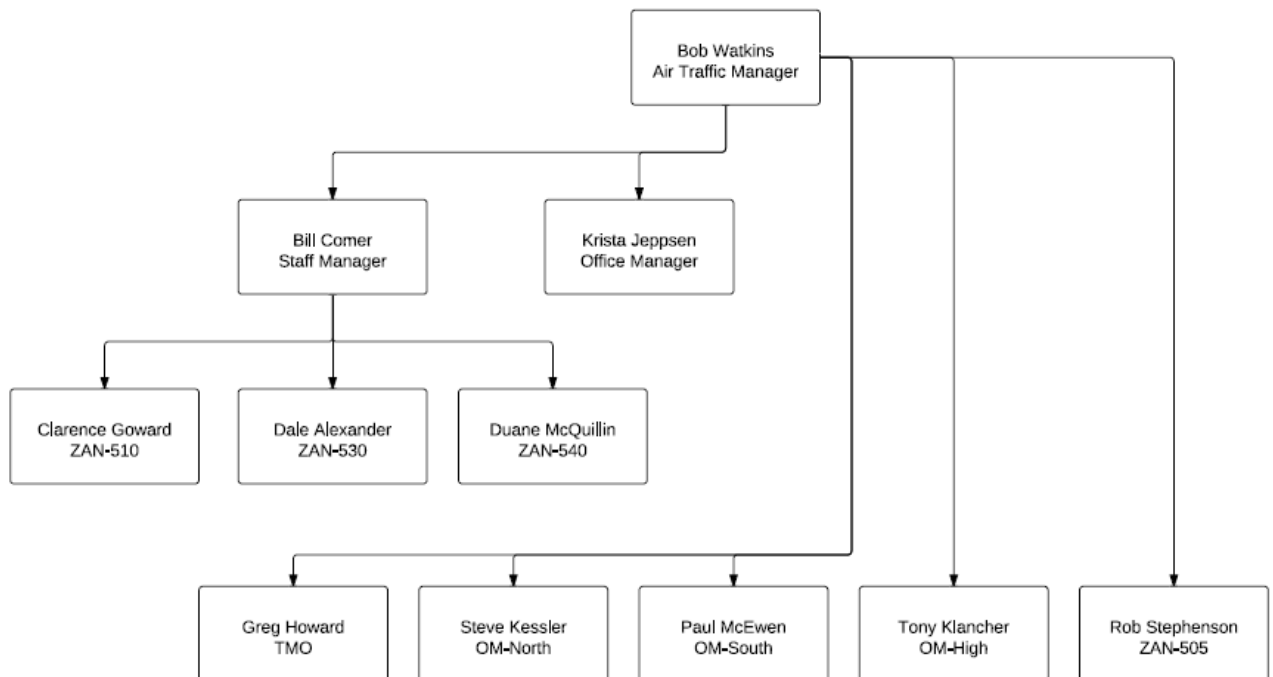 Bob Watkins
Air Traffic Manager
Bill Comer
Staff Manager
Krista Jeppsen
Office Manager
Clarence Goward
ZAN-510
Dale Alexander
ZAN-530
Duane McQuillin
ZAN-540
Greg Howard
TMO
Steve Kessler
OM-North
Paul McEwen
OM-South
Tony Klancher
OM-High
Rob Stephenson
ZAN-505